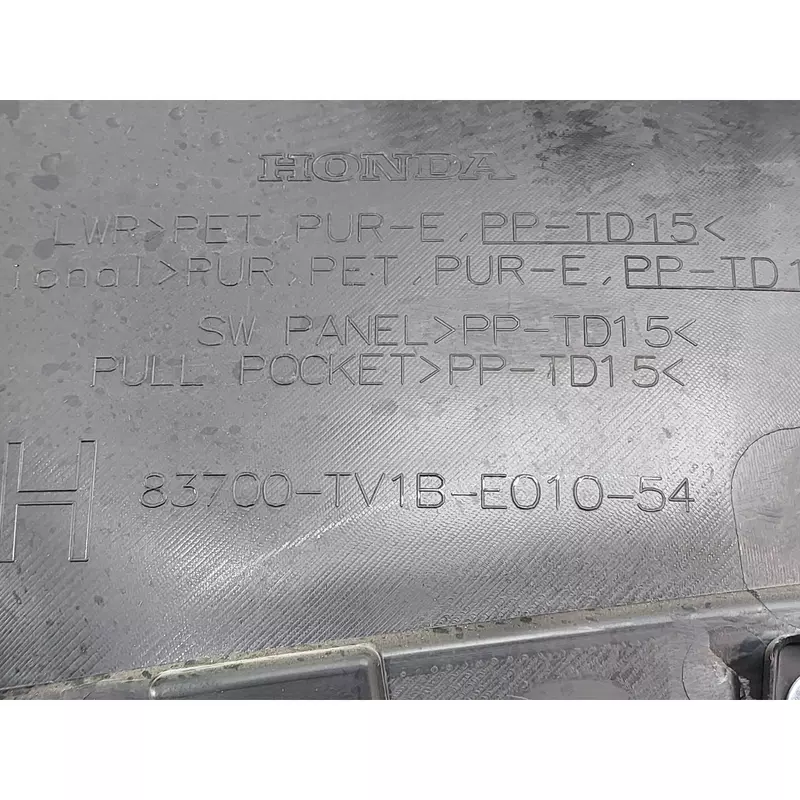 HONDA
LWR>PET, PUR-E, PP-TD15<
ional>PUR, PET, PUR-E, PP-TD1
SW PANEL>PP-TD15<
PULL POCKET>PP-TD15<
H
83700-TV1B-E010-54